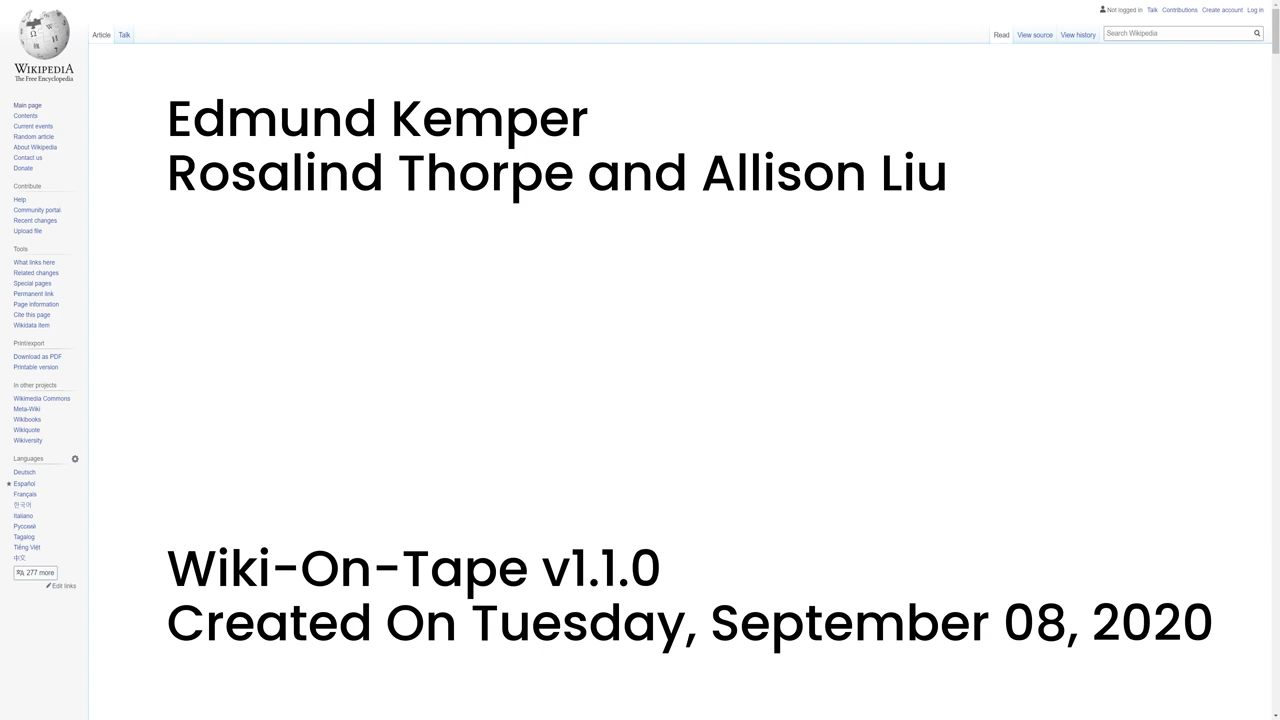 Not logged in Talk Contributions Create account Log in
Article Talk Read View source View history Search Wikipedia
WIKIPEDIA
The Free Encyclopedia
Main page
Contents
Current events
Random article
About Wikipedia
Contact us
Donate
Contribute
Help
Community portal
Recent changes
Upload file
Tools
What links here
Related changes
Special pages
Permanent link
Page information
Cite this page
Wikidata item
Print/export
Download as PDF
Printable version
In other projects
Wikimedia Commons
Meta-Wiki
Wikibooks
Wikiquote
Wikiversity
Languages
Deutsch
Español
Français
한국어
Italiano
Русский
Tagalog
Tiếng Việt
中文
277 more
Edit links
Edmund Kemper
Rosalind Thorpe and Allison Liu
Wiki-On-Tape v1.1.0
Created On Tuesday, September 08, 2020